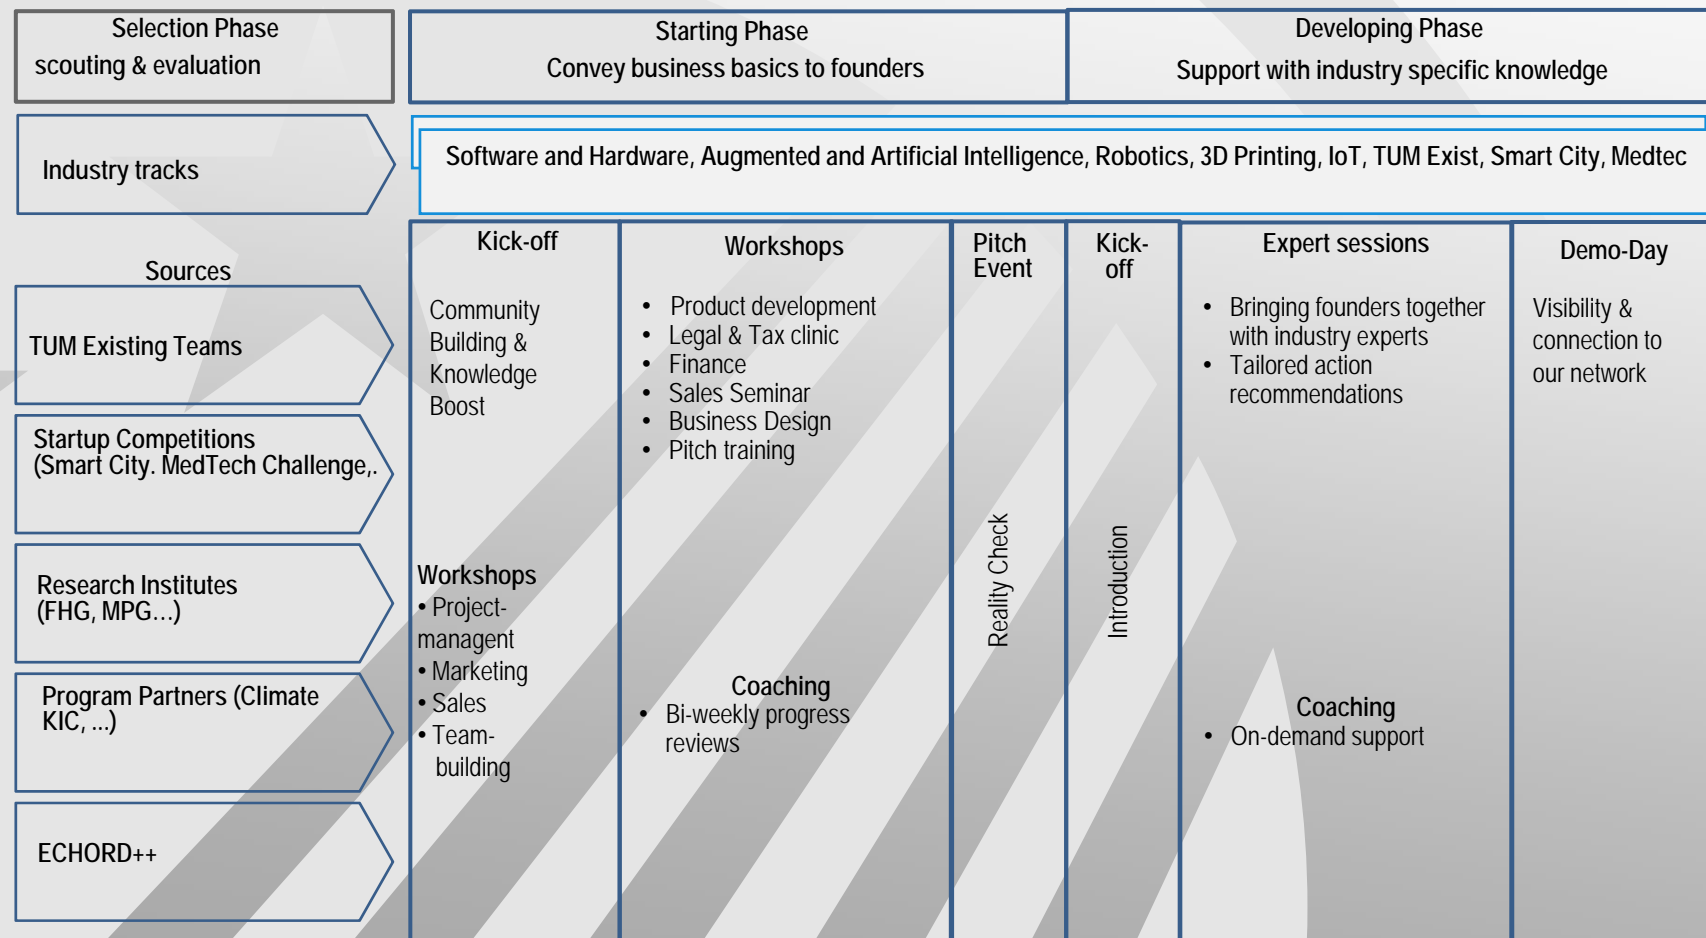 Selection Phase
scouting & evaluation
Starting Phase
Convey business basics to founders
Developing Phase
Support with industry specific knowledge
Industry tracks
Software and Hardware, Augmented and Artificial Intelligence, Robotics, 3D Printing, IoT, TUM Exist, Smart City, Medtec
Sources
TUM Existing Teams
Startup Competitions
(Smart City. MedTech Challenge,.
Research Institutes
(FHG, MPG…)
Program Partners (Climate
KIC, ...)
ECHORD++
Kick-off
Community
Building &
Knowledge
Boost
Workshops
• Project-
managent
• Marketing
• Sales
• Team-
building
Workshops
• Product development
• Legal & Tax clinic
• Finance
• Sales Seminar
• Business Design
• Pitch training
Coaching
• Bi-weekly progress
reviews
Pitch
Event
Reality Check
Kick-
off
Introduction
Expert sessions
• Bringing founders together
with industry experts
• Tailored action
recommendations
Coaching
• On-demand support
Demo-Day
Visibility &
connection to
our network